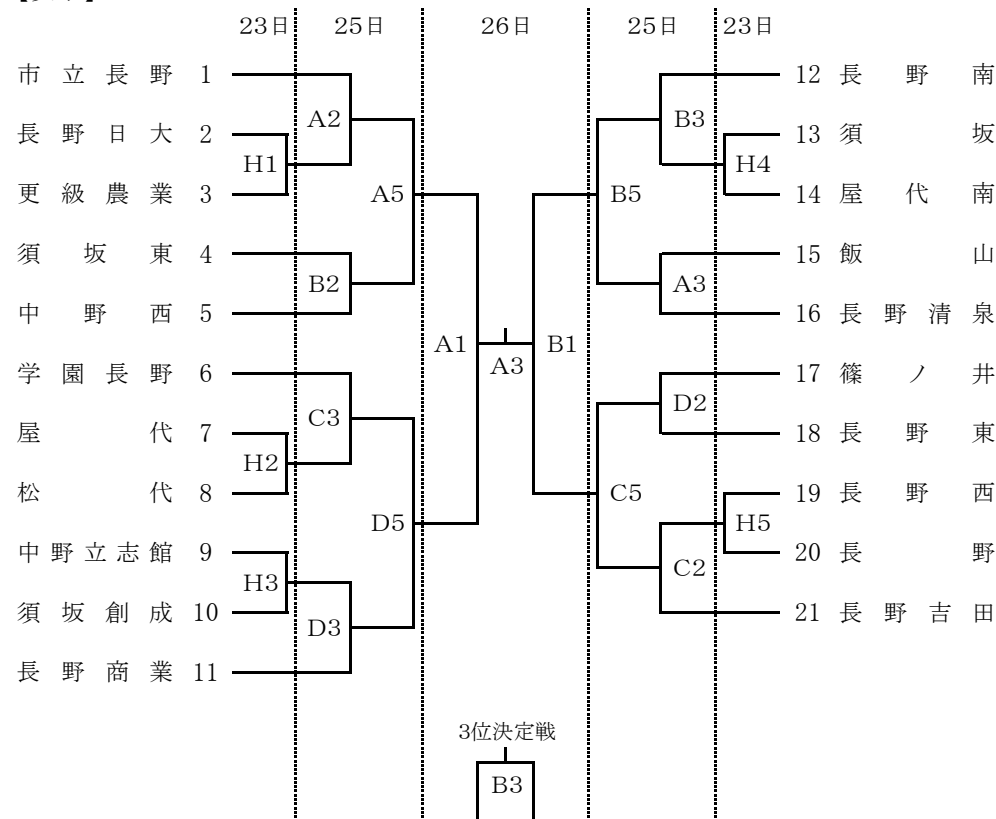 23日 25日 26日 25日 23日
市立長野 1
長野日大 2
更級農業 3
須坂東 4
中野西 5
学園長野 6
屋代 7
松代 8
中野立志館 9
須坂創成 10
長野商業 11
H1
H2
H3
A2
B2
C3
D3
A5
D5
A1
A3
B1
B5
C5
B3
A3
D2
C2
H4
H5
12 長野南
13 須坂
14 屋代南
15 飯山
16 長野清泉
17 篠ノ井
18 長野東
19 長野西
20 長野
21 長野吉田
3位決定戦
B3